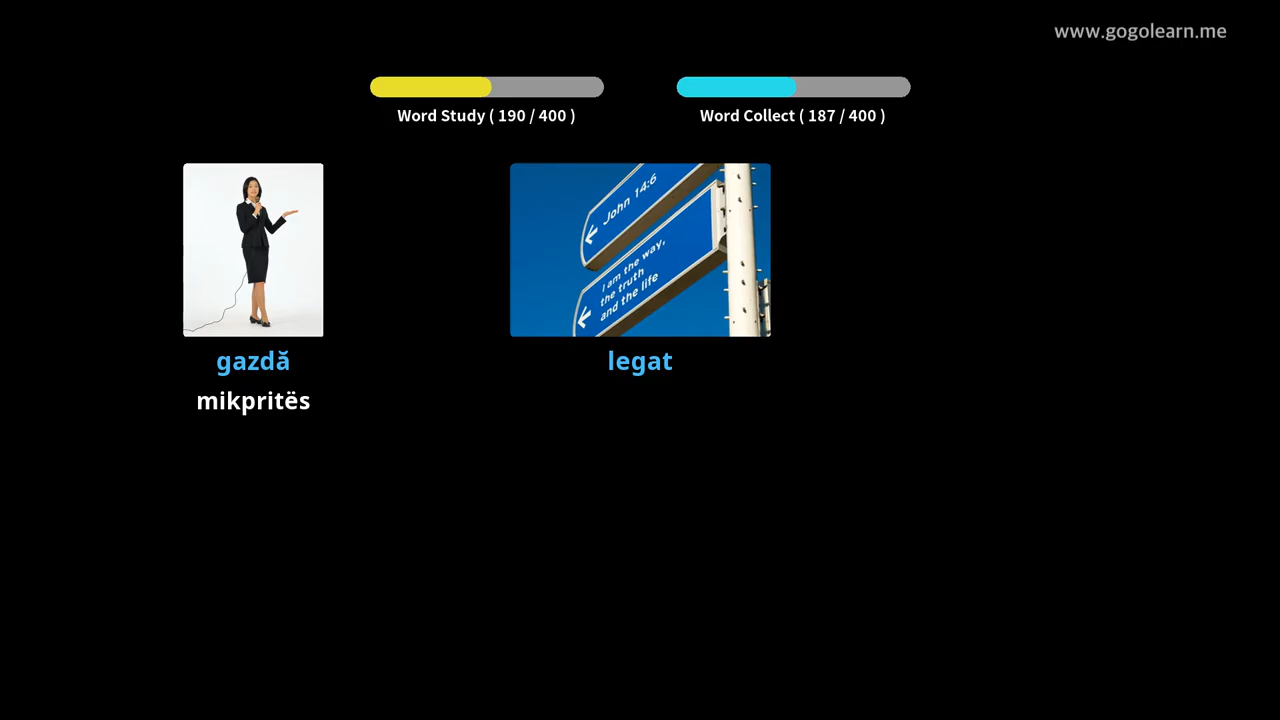 www.gogolearn.me
Word Study ( 190 / 400 )
Word Collect ( 187 / 400 )
John 14:6
I am the way,
the truth
and the life
gazdă
legat
mikpritës